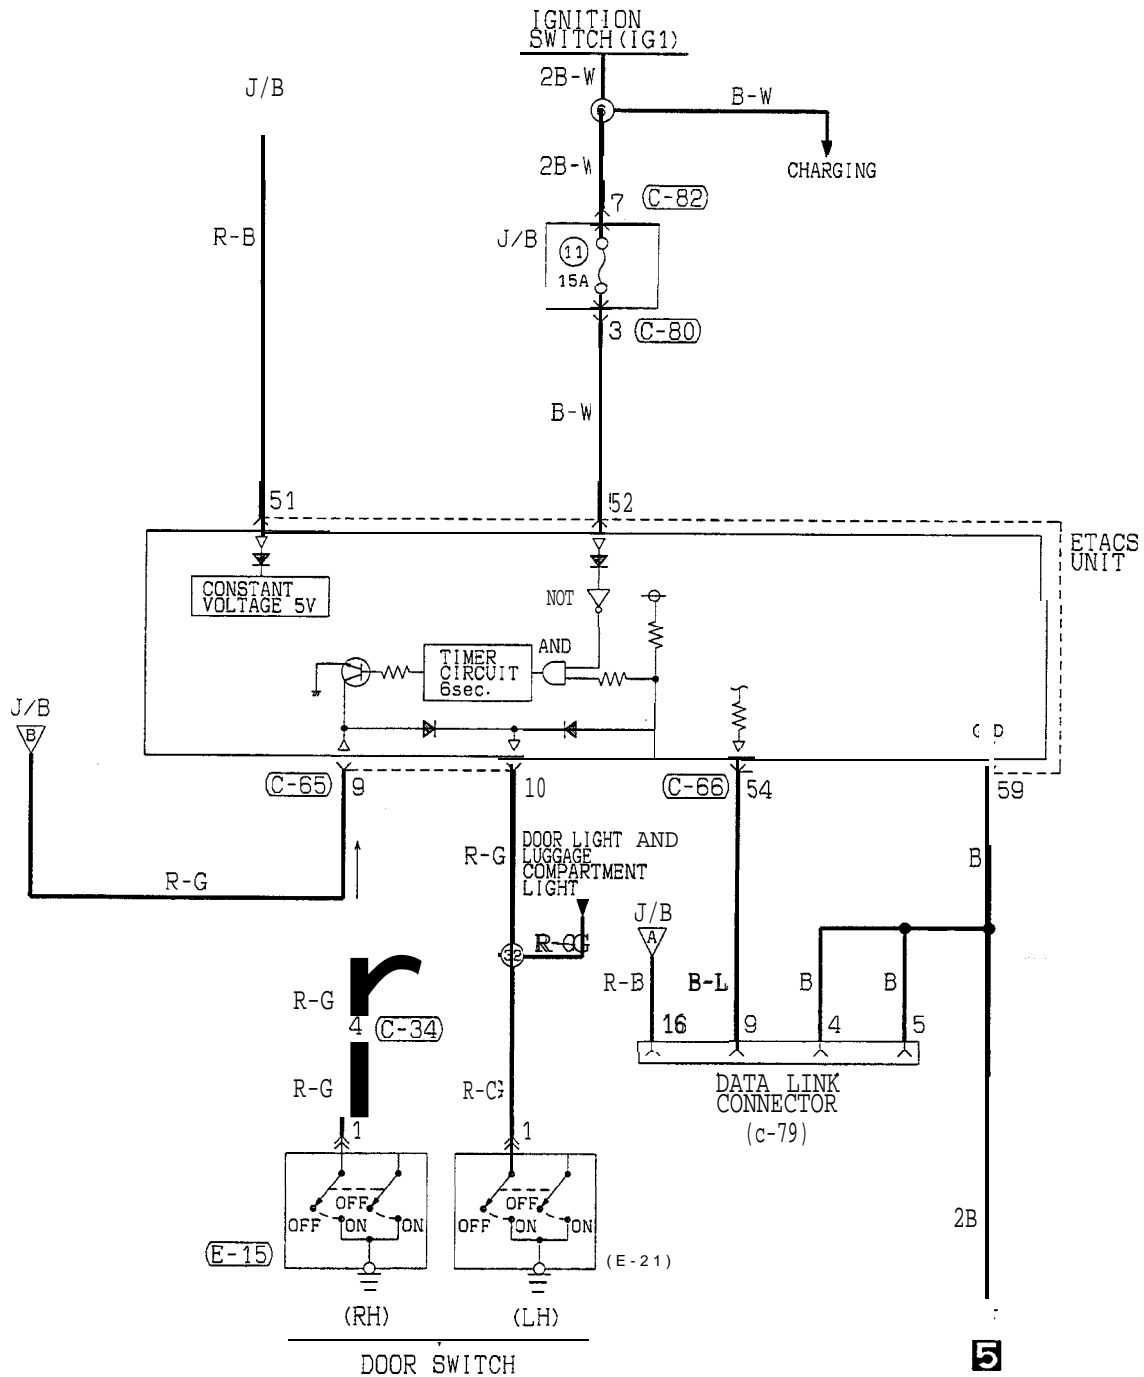 IGNITION
SWITCH(IG1)
J/B
2B-W
B-W
6
2B-W
CHARGING
7
C-82
R-B
J/B
11
15A
3
C-80
B-W
51
52
ETACS
UNIT
CONSTANT
VOLTAGE 5V
NOT
AND
TIMER
CIRCUIT
6sec.
J/B
B
C-65
9
10
C-66
54
59
DOOR LIGHT AND
LUGGAGE
COMPARTMENT
LIGHT
R-G
B
R-G
J/B
A
32
R-B
B-L
B
B
R-G
4
C-34
16
9
4
5
DATA LINK
CONNECTOR
(c-79)
R-G
1
1
OFF
OFF
ON
ON
OFF
OFF
ON
ON
2B
E-15
(E-21)
(RH)
(LH)
DOOR SWITCH
5